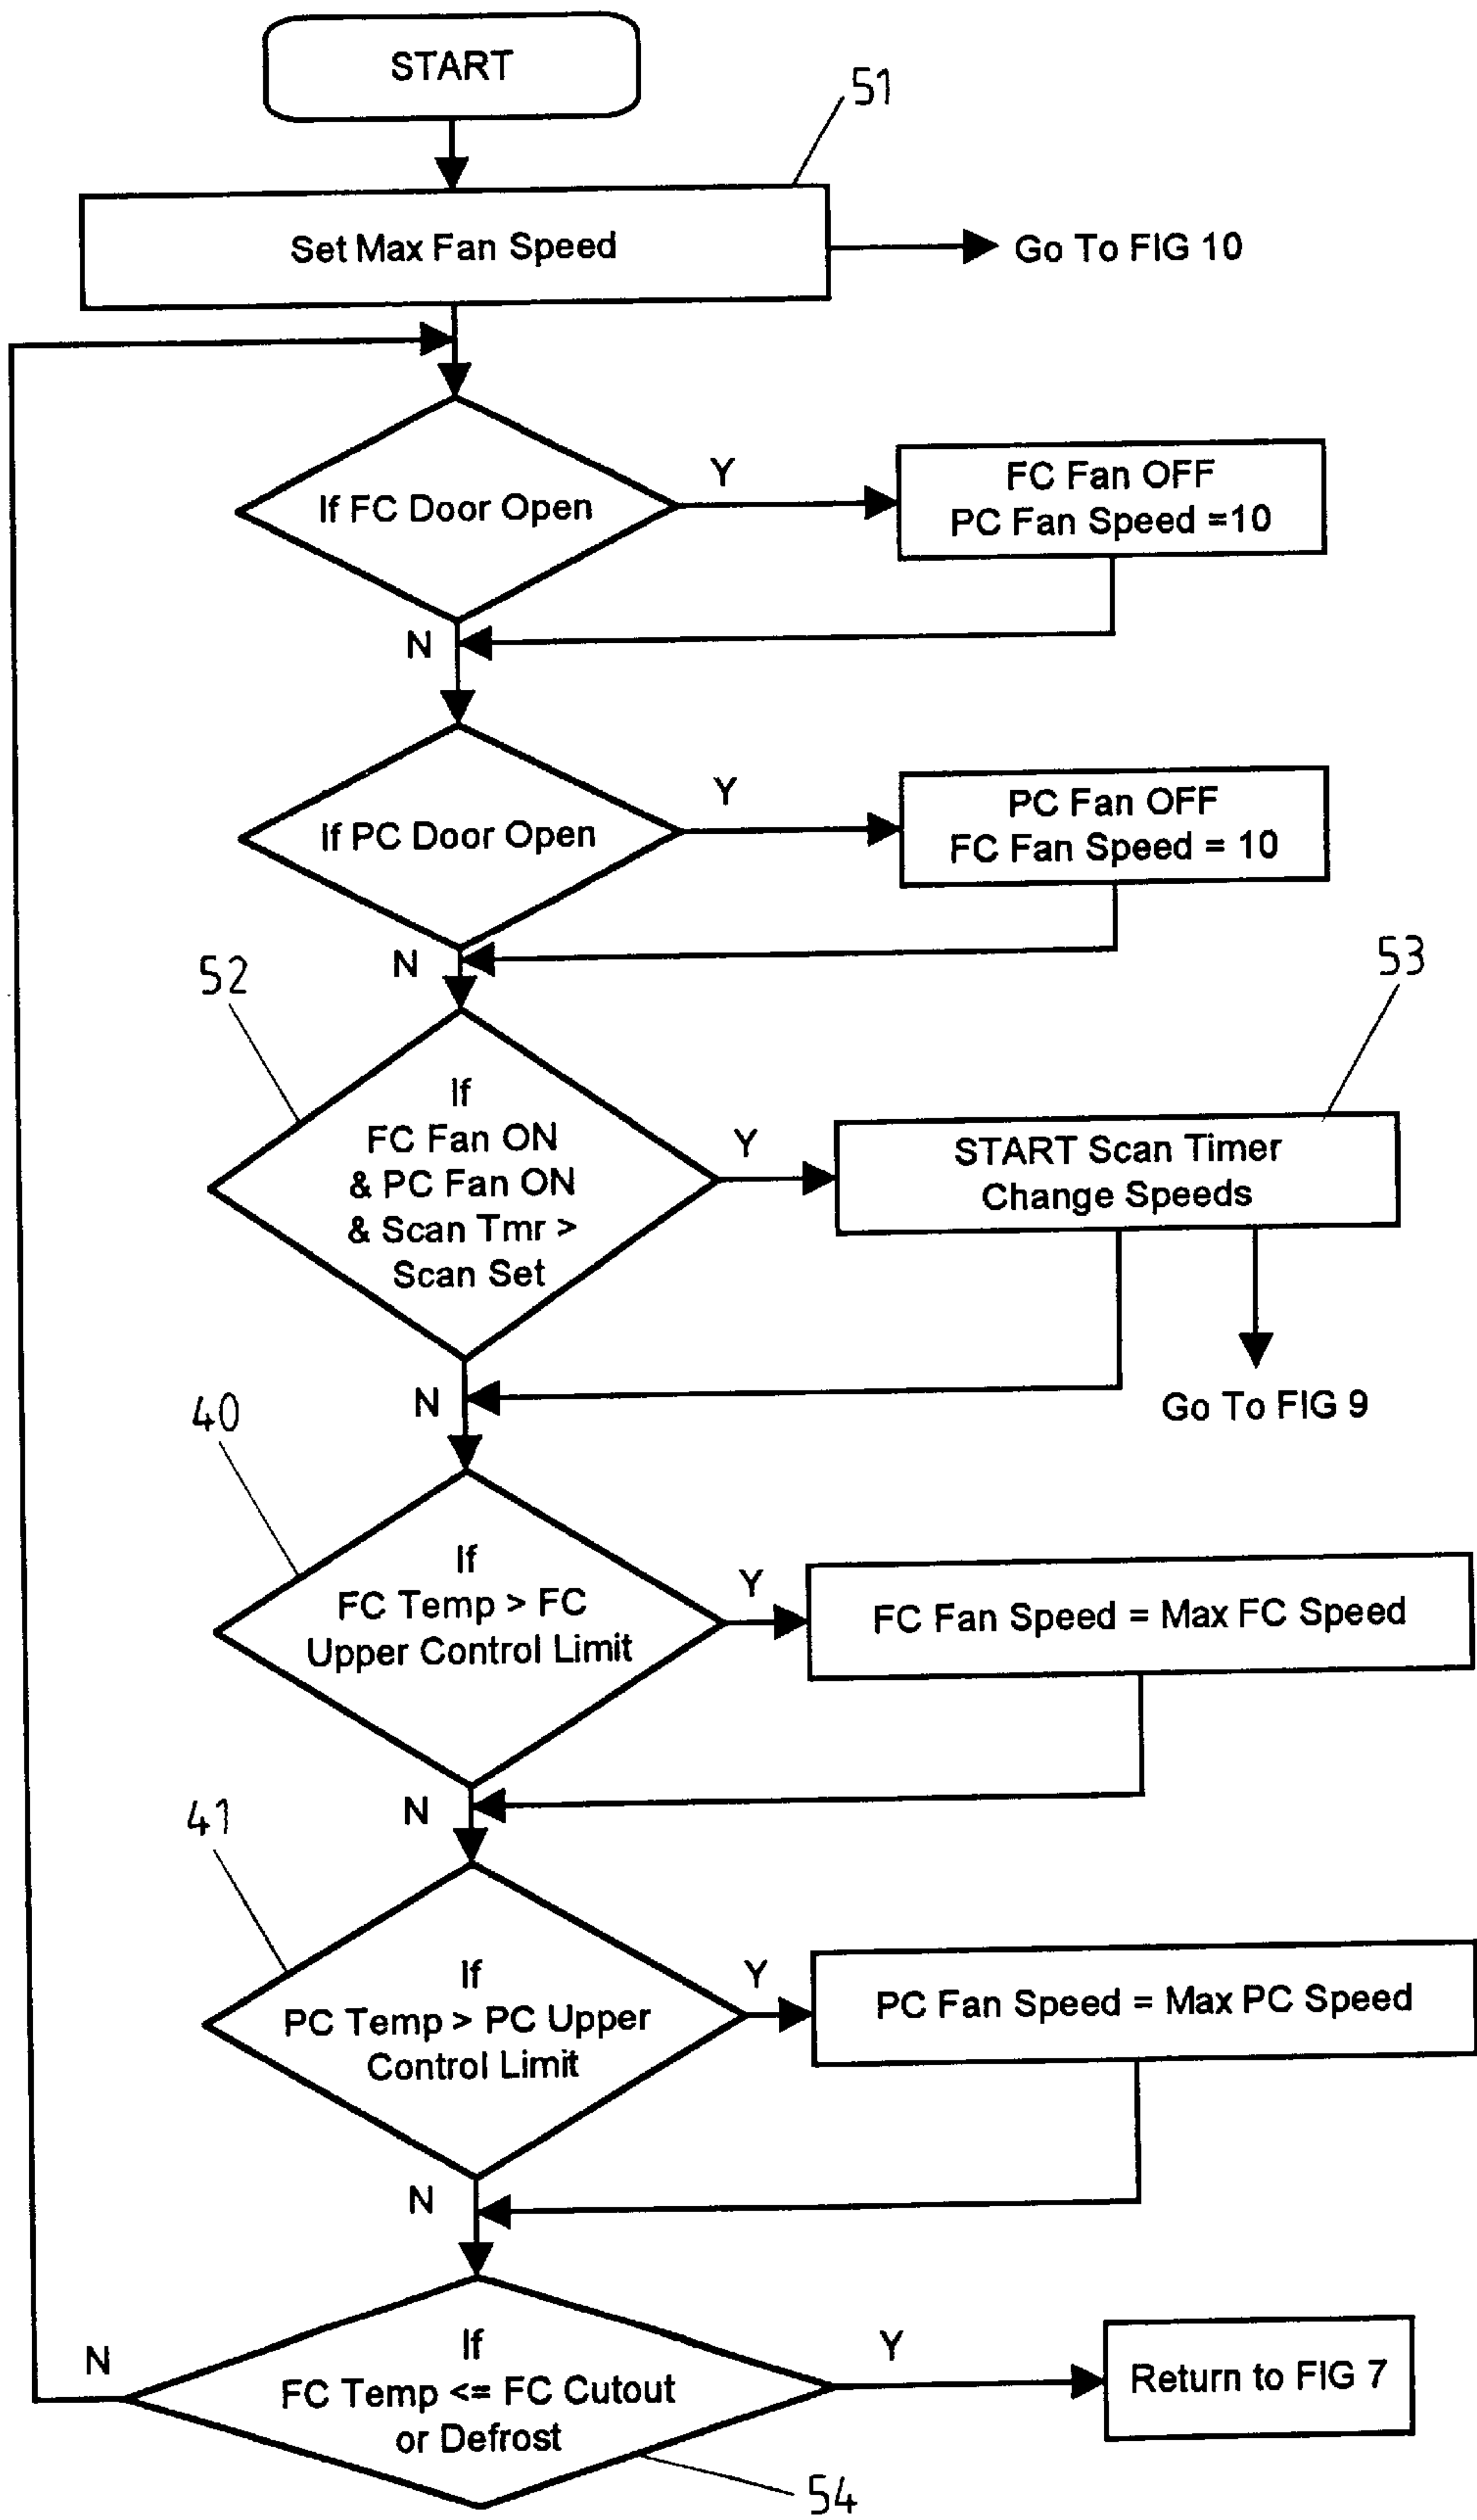 START
51
Set Max Fan Speed
Go To FIG 10
If FC Door Open
Y
FC Fan OFF
PC Fan Speed =10
N
If PC Door Open
Y
PC Fan OFF
FC Fan Speed = 10
N
52
If
FC Fan ON
& PC Fan ON
& Scan Tmr >
Scan Set
Y
53
START Scan Timer
Change Speeds
Go To FIG 9
N
40
If
FC Temp > FC
Upper Control Limit
Y
FC Fan Speed = Max FC Speed
N
41
If
PC Temp > PC Upper
Control Limit
Y
PC Fan Speed = Max PC Speed
N
If
FC Temp <= FC Cutout
or Defrost
N
Y
Return to FIG 7
54